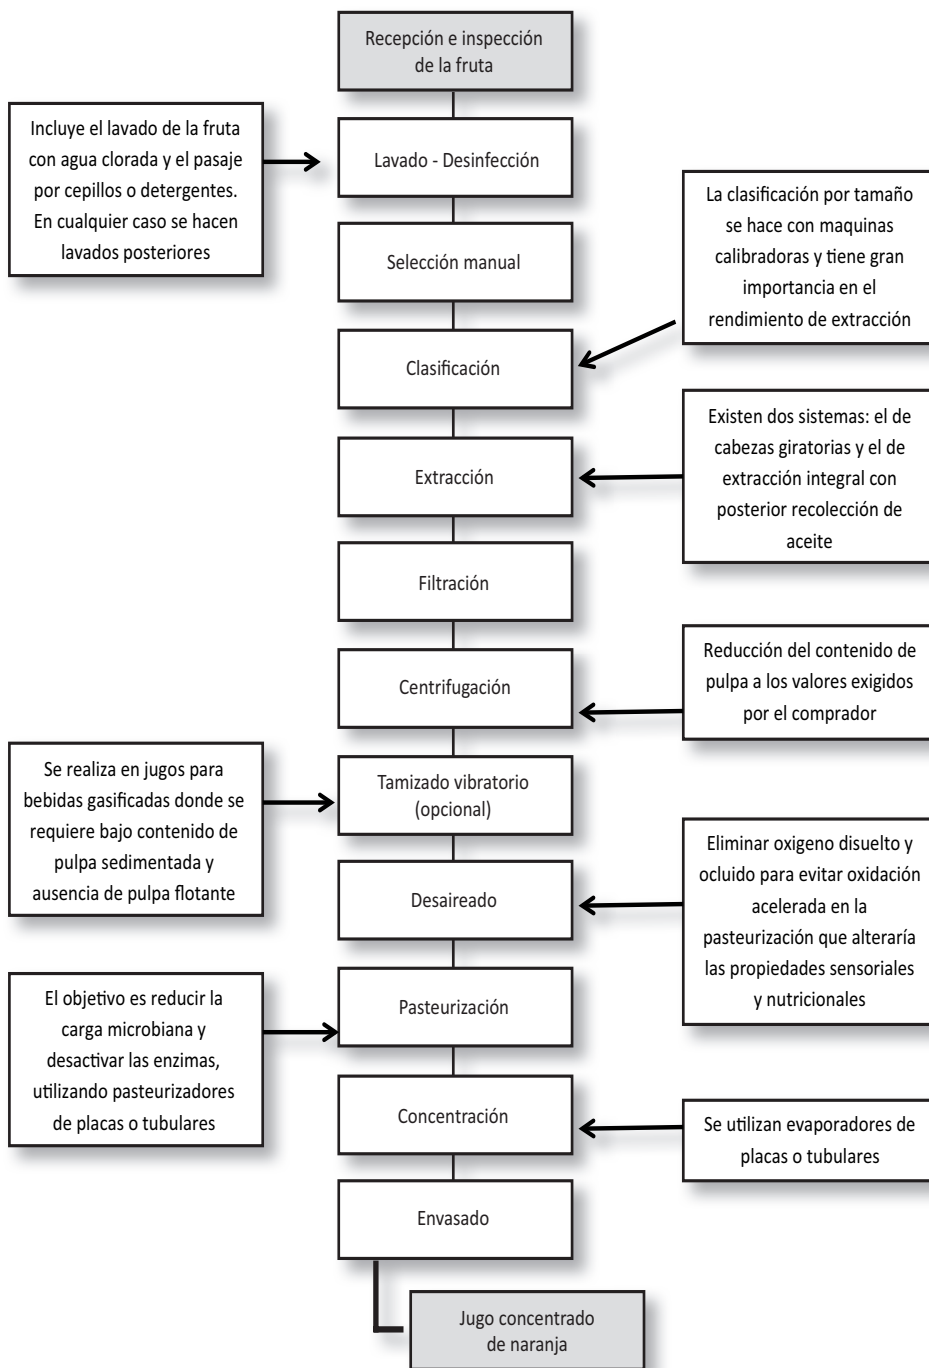 Recepción e inspección
de la fruta
Incluye el lavado de la fruta
con agua clorada y el pasaje
por cepillos o detergentes.
En cualquier caso se hacen
lavados posteriores
Lavado - Desinfección
Selección manual
La clasificación por tamaño
se hace con maquinas
calibradoras y tiene gran
importancia en el
rendimiento de extracción
Clasificación
Extracción
Existen dos sistemas: el de
cabezas giratorias y el de
extracción integral con
posterior recolección de
aceite
Filtración
Centrifugación
Reducción del contenido de
pulpa a los valores exigidos
por el comprador
Se realiza en jugos para
bebidas gasificadas donde se
requiere bajo contenido de
pulpa sedimentada y
ausencia de pulpa flotante
Tamizado vibratorio
(opcional)
Desaireado
Eliminar oxigeno disuelto y
ocluido para evitar oxidación
acelerada en la
pasteurización que alteraría
las propiedades sensoriales
y nutricionales
El objetivo es reducir la
carga microbiana y
desactivar las enzimas,
utilizando pasteurizadores
de placas o tubulares
Pasteurización
Concentración
Se utilizan evaporadores de
placas o tubulares
Envasado
Jugo concentrado
de naranja